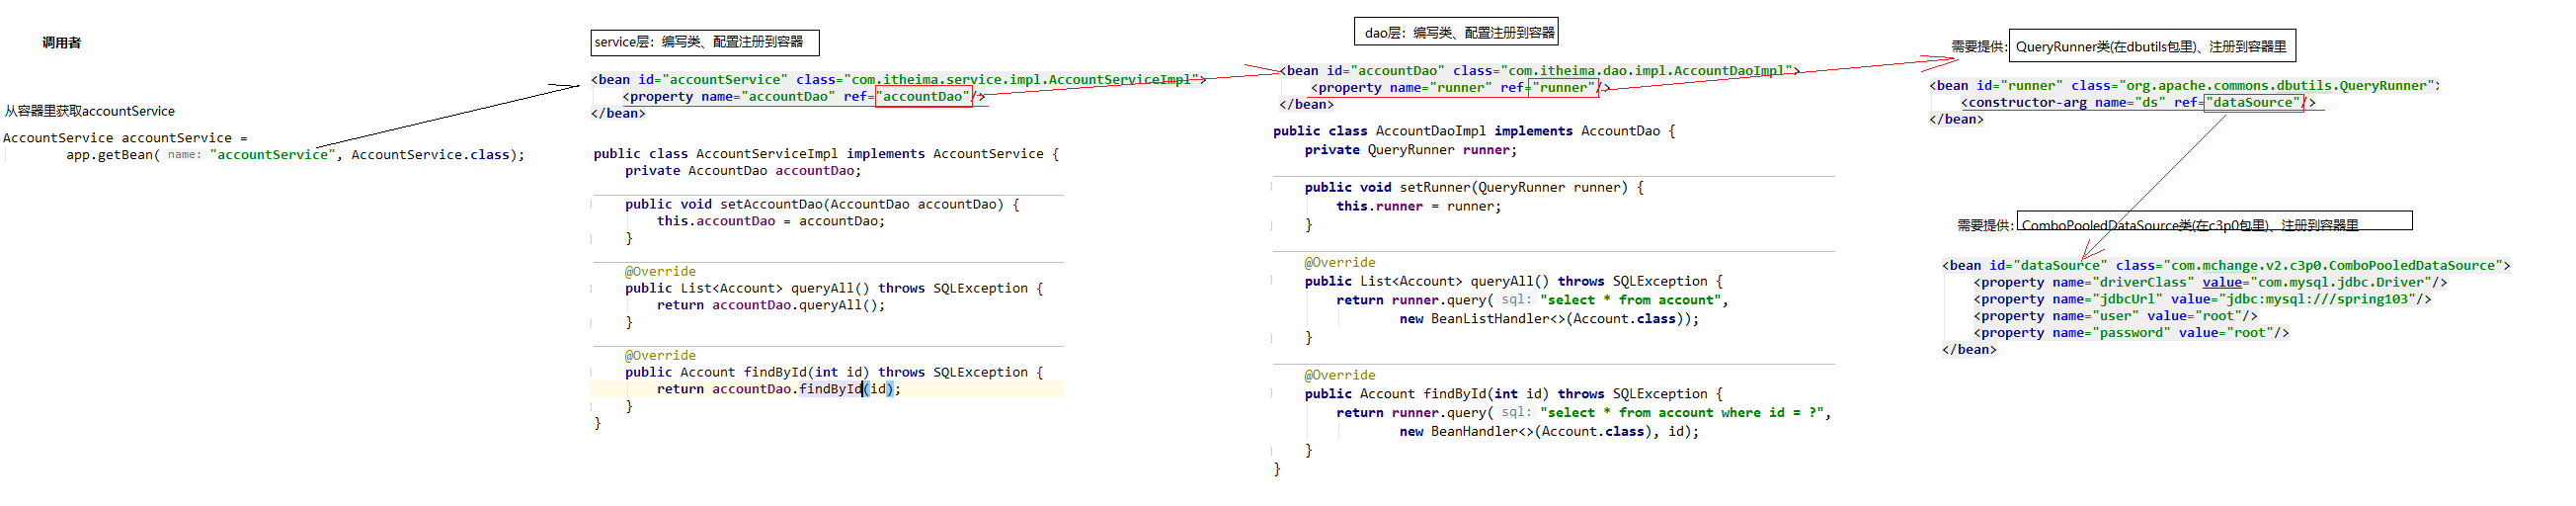 调用者
从容器里获取accountService
AccountService accountService =
app.getBean( name: "accountService", AccountService.class);
service层：编写类、配置注册到容器
<bean id="accountService" class="com.itheima.service.impl.AccountServiceImpl">
<property name="accountDao" ref="accountDao"/>
</bean>
public class AccountServiceImpl implements AccountService {
private AccountDao accountDao;
public void setAccountDao(AccountDao accountDao) {
this.accountDao = accountDao;
}
@Override
public List<Account> queryAll() throws SQLException {
return accountDao.queryAll();
}
@Override
public Account findById(int id) throws SQLException {
return accountDao.findById(id);
}
}
dao层：编写类、配置注册到容器
<bean id="accountDao" class="com.itheima.dao.impl.AccountDaoImpl">
<property name="runner" ref="runner"/>
</bean>
public class AccountDaoImpl implements AccountDao {
private QueryRunner runner;
public void setRunner(QueryRunner runner) {
this.runner = runner;
}
@Override
public List<Account> queryAll() throws SQLException {
return runner.query( sql: "select * from account",
new BeanListHandler<>(Account.class));
}
@Override
public Account findById(int id) throws SQLException {
return runner.query( sql: "select * from account where id = ?",
new BeanHandler<>(Account.class), id);
}
}
需要提供：QueryRunner类(在dbutils包里)、注册到容器里
<bean id="runner" class="org.apache.commons.dbutils.QueryRunner">
<constructor-arg name="ds" ref="dataSource"/>
</bean>
需要提供：ComboPooledDataSource类(在c3p0包里)、注册到容器里
<bean id="dataSource" class="com.mchange.v2.c3p0.ComboPooledDataSource">
<property name="driverClass" value="com.mysql.jdbc.Driver"/>
<property name="jdbcUrl" value="jdbc:mysql:///spring103"/>
<property name="user" value="root"/>
<property name="password" value="root"/>
</bean>